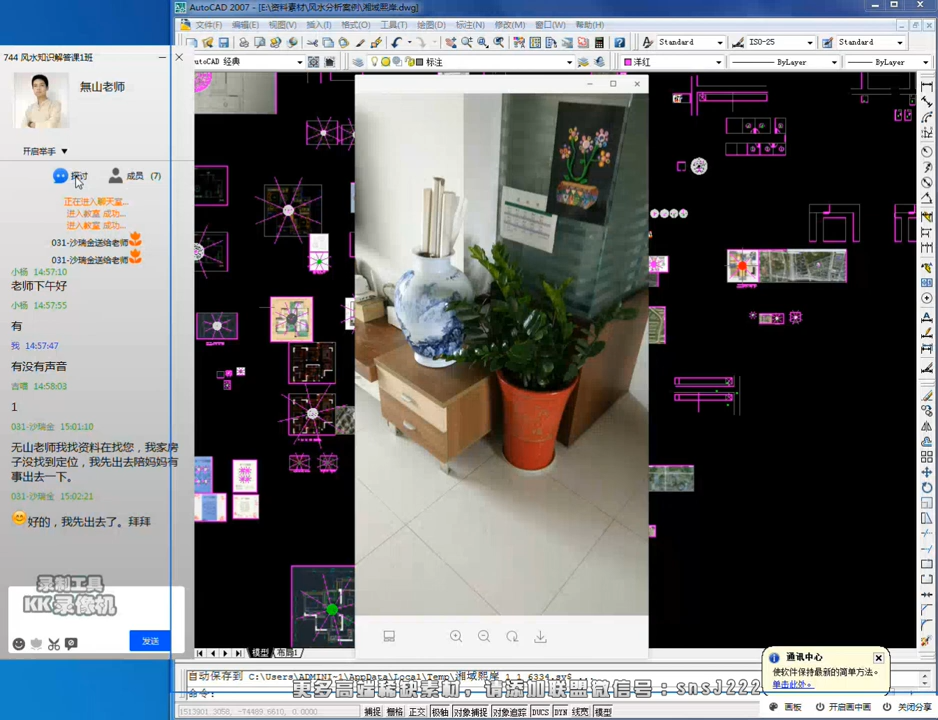 AutoCAD 2007 - [E:\资料素材\风水分析案例\湘域熙岸.dwg]
文件(F) 编辑(E) 视图(V) 插入(I) 格式(O) 工具(T) 绘图(D) 标注(N) 修改(M) 窗口(W) 帮助(H)
Standard ISO-25 Standard
AutoCAD 经典 标注 洋红 ByLayer ByLayer
744 风水知识解答课1班
無山老师
开启举手
探讨 成员 (7)
正在进入聊天室...
进入教室 成功...
进入教室 成功...
031-沙瑞金送给老师
031-沙瑞金送给老师
小杨 14:57:10
老师下午好
小杨 14:57:55
有
我 14:57:47
有没有声音
吉噶 14:58:03
1
031-沙瑞金 15:01:10
无山老师我找资料在找您，我家房
子没找到定位，我先出去陪妈妈有
事出去一下。
031-沙瑞金 15:02:21
好的，我先出去了。拜拜
录制工具
KK录像机
发送
模型 布局1
自动保存到 C:\Users\ADMINI~1\AppData\Local\Temp\湘域熙岸_1_1_6334.sv$
命令:
更多高端稀缺素材，请添加联盟微信号：snsJ222
通讯中心
使软件保持最新的简单方法。
单击此处。
1513901.3058, -74489.6610, 0.0000
捕捉 栅格 正交 极轴 对象捕捉 对象追踪 DUCS DYN 线宽 模型
画板 开启画中画 关闭分享